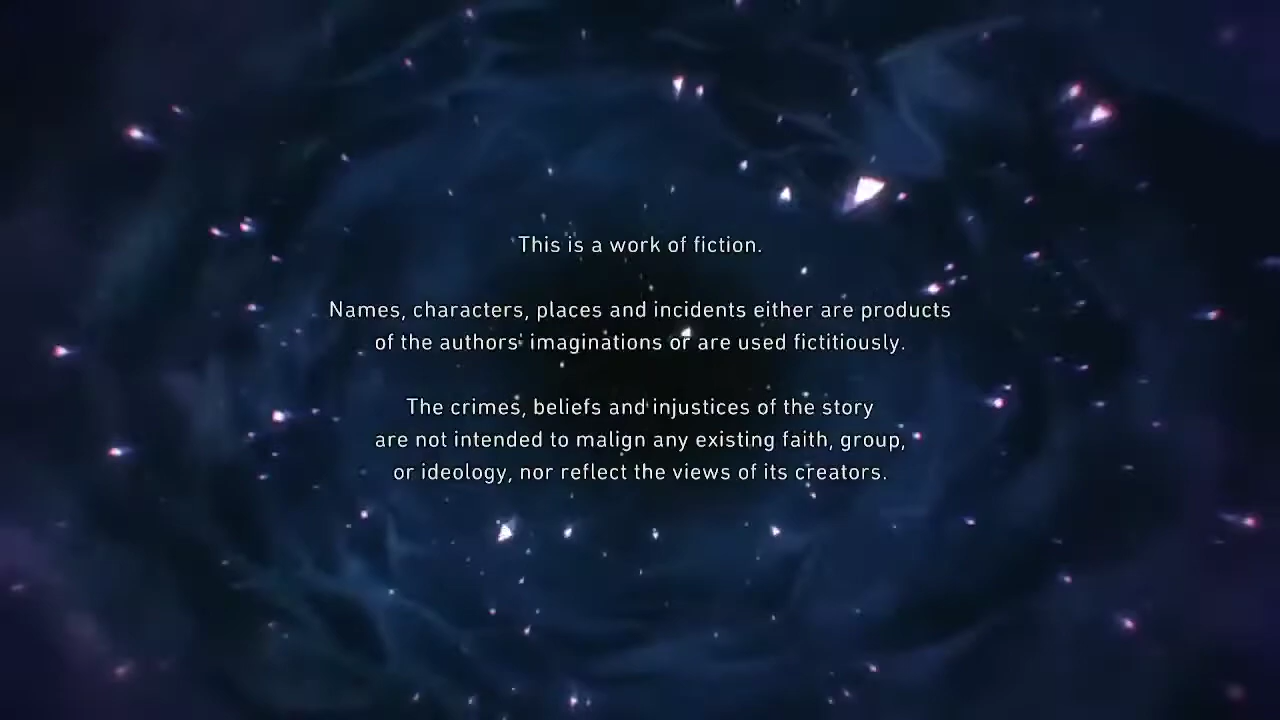 This is a work of fiction.
Names, characters, places and incidents either are products
of the authors' imaginations or are used fictitiously.
The crimes, beliefs and injustices of the story
are not intended to malign any existing faith, group,
or ideology, nor reflect the views of its creators.